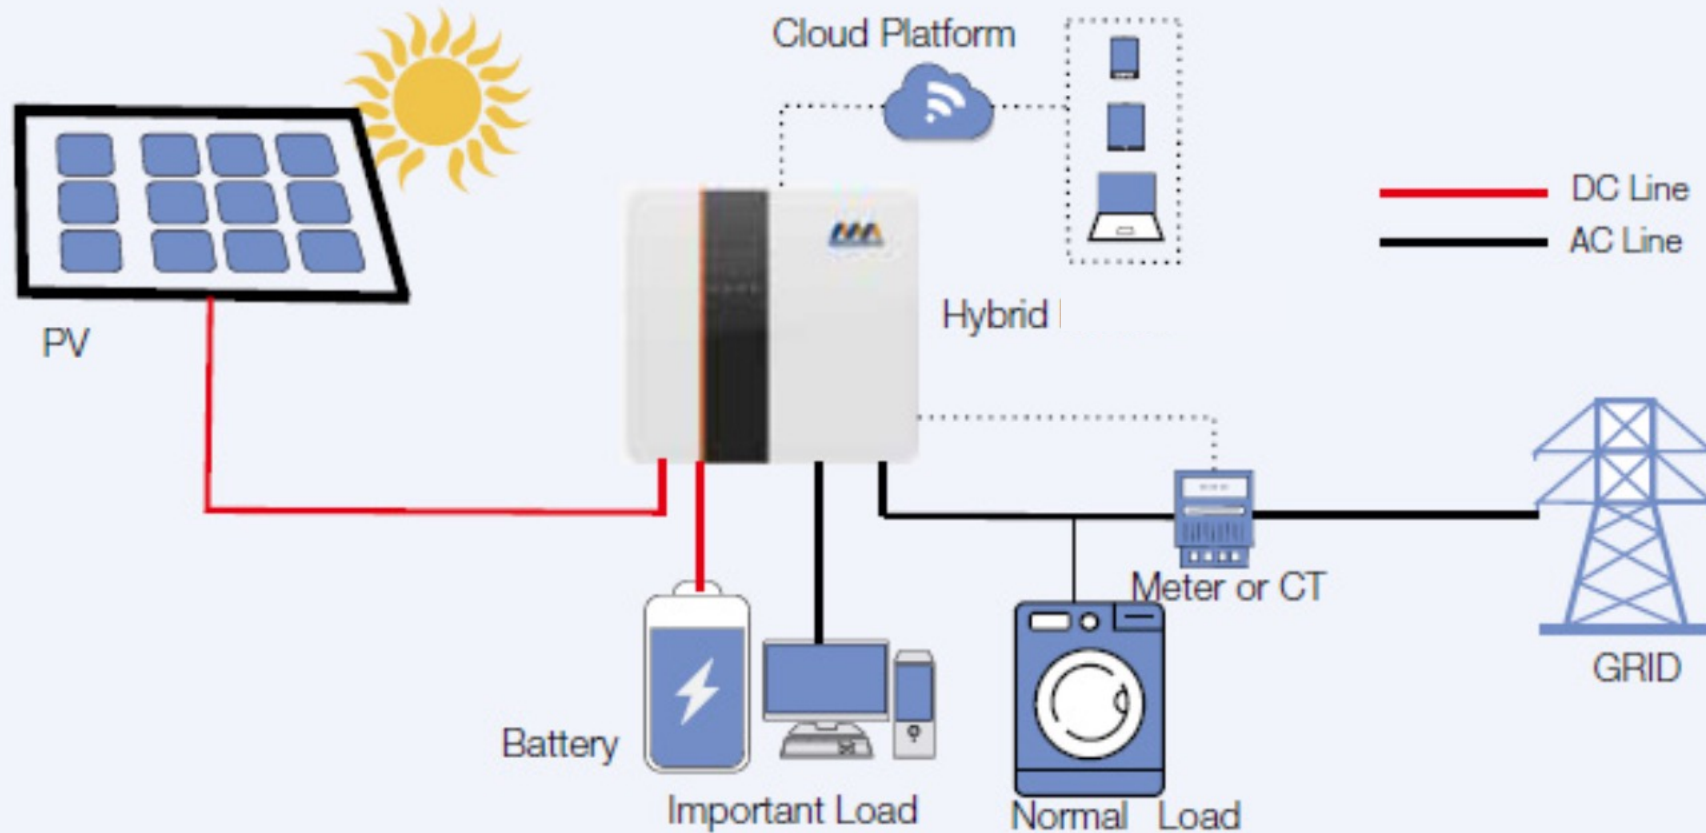 Cloud Platform
DC Line
AC Line
Hybrid
PV
Meter or CT
GRID
Battery
Important Load
Normal Load